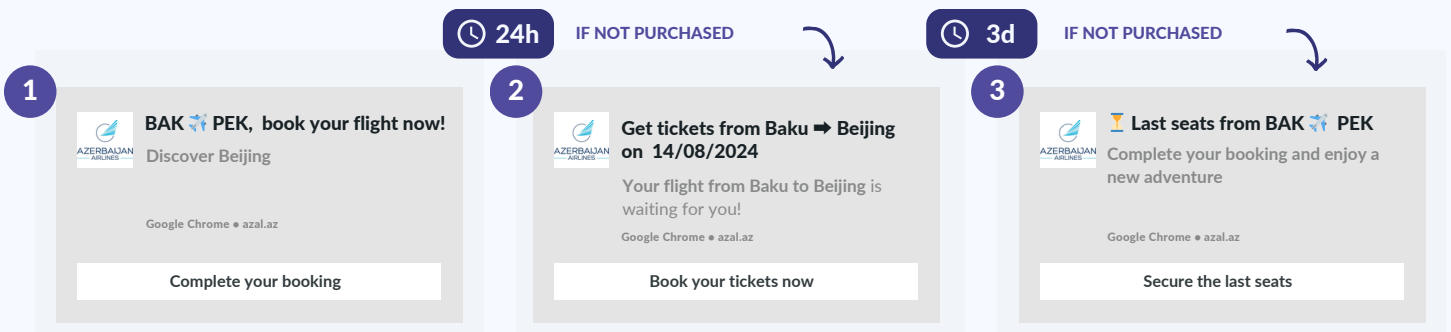 24h
IF NOT PURCHASED
3d
IF NOT PURCHASED
1
AZERBAIJAN
AIRLINES
BAK ✈️ PEK, book your flight now!
Discover Beijing
Google Chrome • azal.az
Complete your booking
2
AZERBAIJAN
AIRLINES
Get tickets from Baku ➡ Beijing
on 14/08/2024
Your flight from Baku to Beijing is
waiting for you!
Google Chrome • azal.az
Book your tickets now
3
AZERBAIJAN
AIRLINES
⏳ Last seats from BAK ✈️ PEK
Complete your booking and enjoy a
new adventure
Google Chrome • azal.az
Secure the last seats